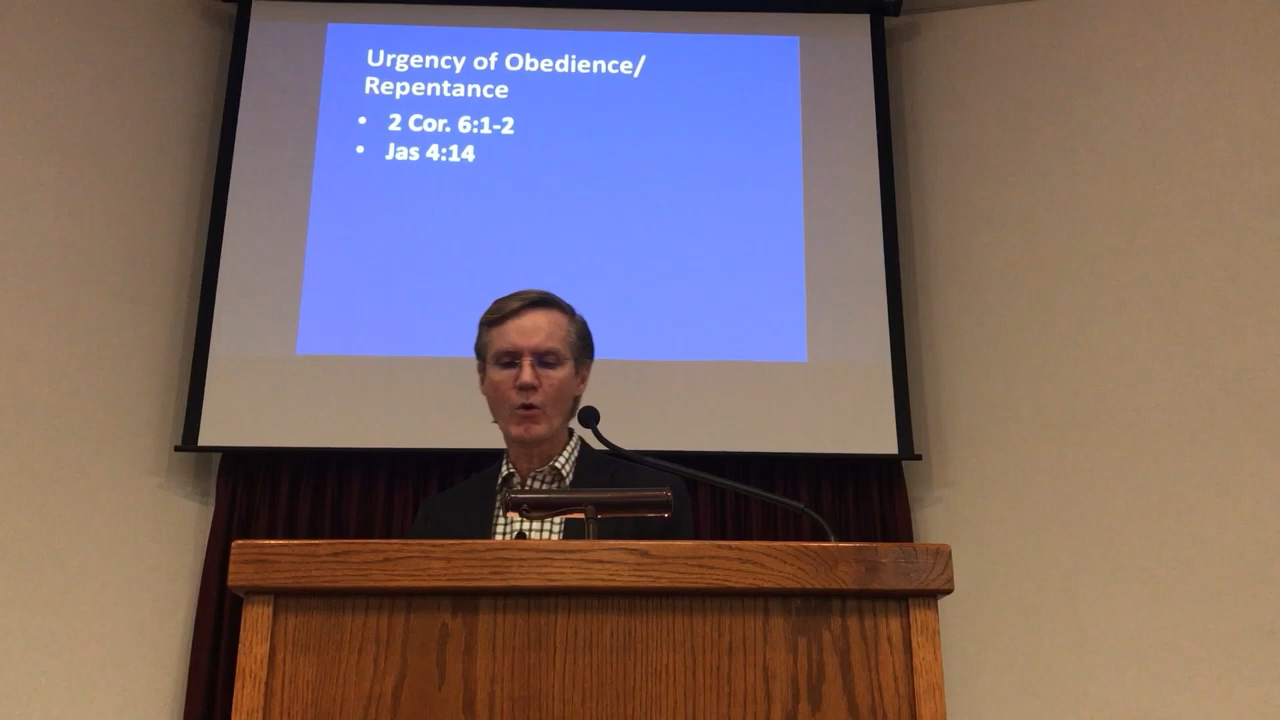 Urgency of Obedience/
Repentance
• 2 Cor. 6:1-2
• Jas 4:14